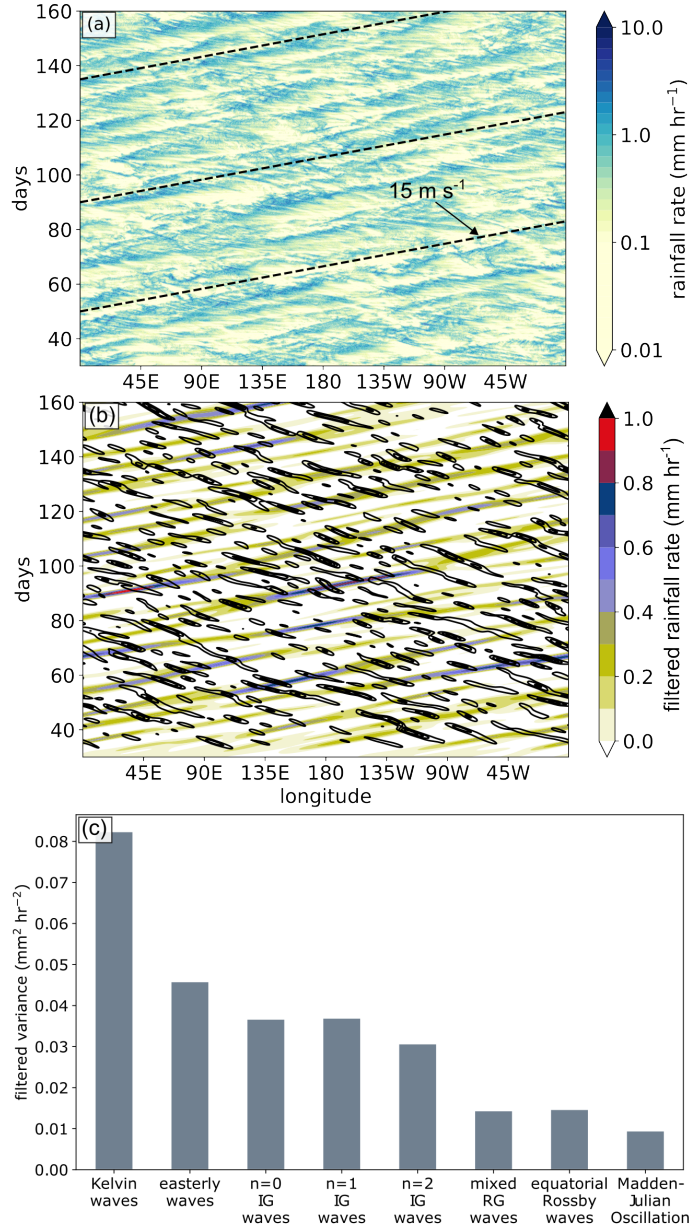 (a)
160
140
120
100
80
60
40
days
15 m s⁻¹
45E 90E 135E 180 135W 90W 45W
10.0
1.0
0.1
0.01
rainfall rate (mm hr⁻¹)
(b)
160
140
120
100
80
60
40
days
45E 90E 135E 180 135W 90W 45W
longitude
1.0
0.8
0.6
0.4
0.2
0.0
filtered rainfall rate (mm hr⁻¹)
(c)
0.08
0.07
0.06
0.05
0.04
0.03
0.02
0.01
0.00
filtered variance (mm² hr⁻²)
Kelvin
waves
easterly
waves
n=0
IG
waves
n=1
IG
waves
n=2
IG
waves
mixed
RG
waves
equatorial
Rossby
waves
Madden-
Julian
Oscillation